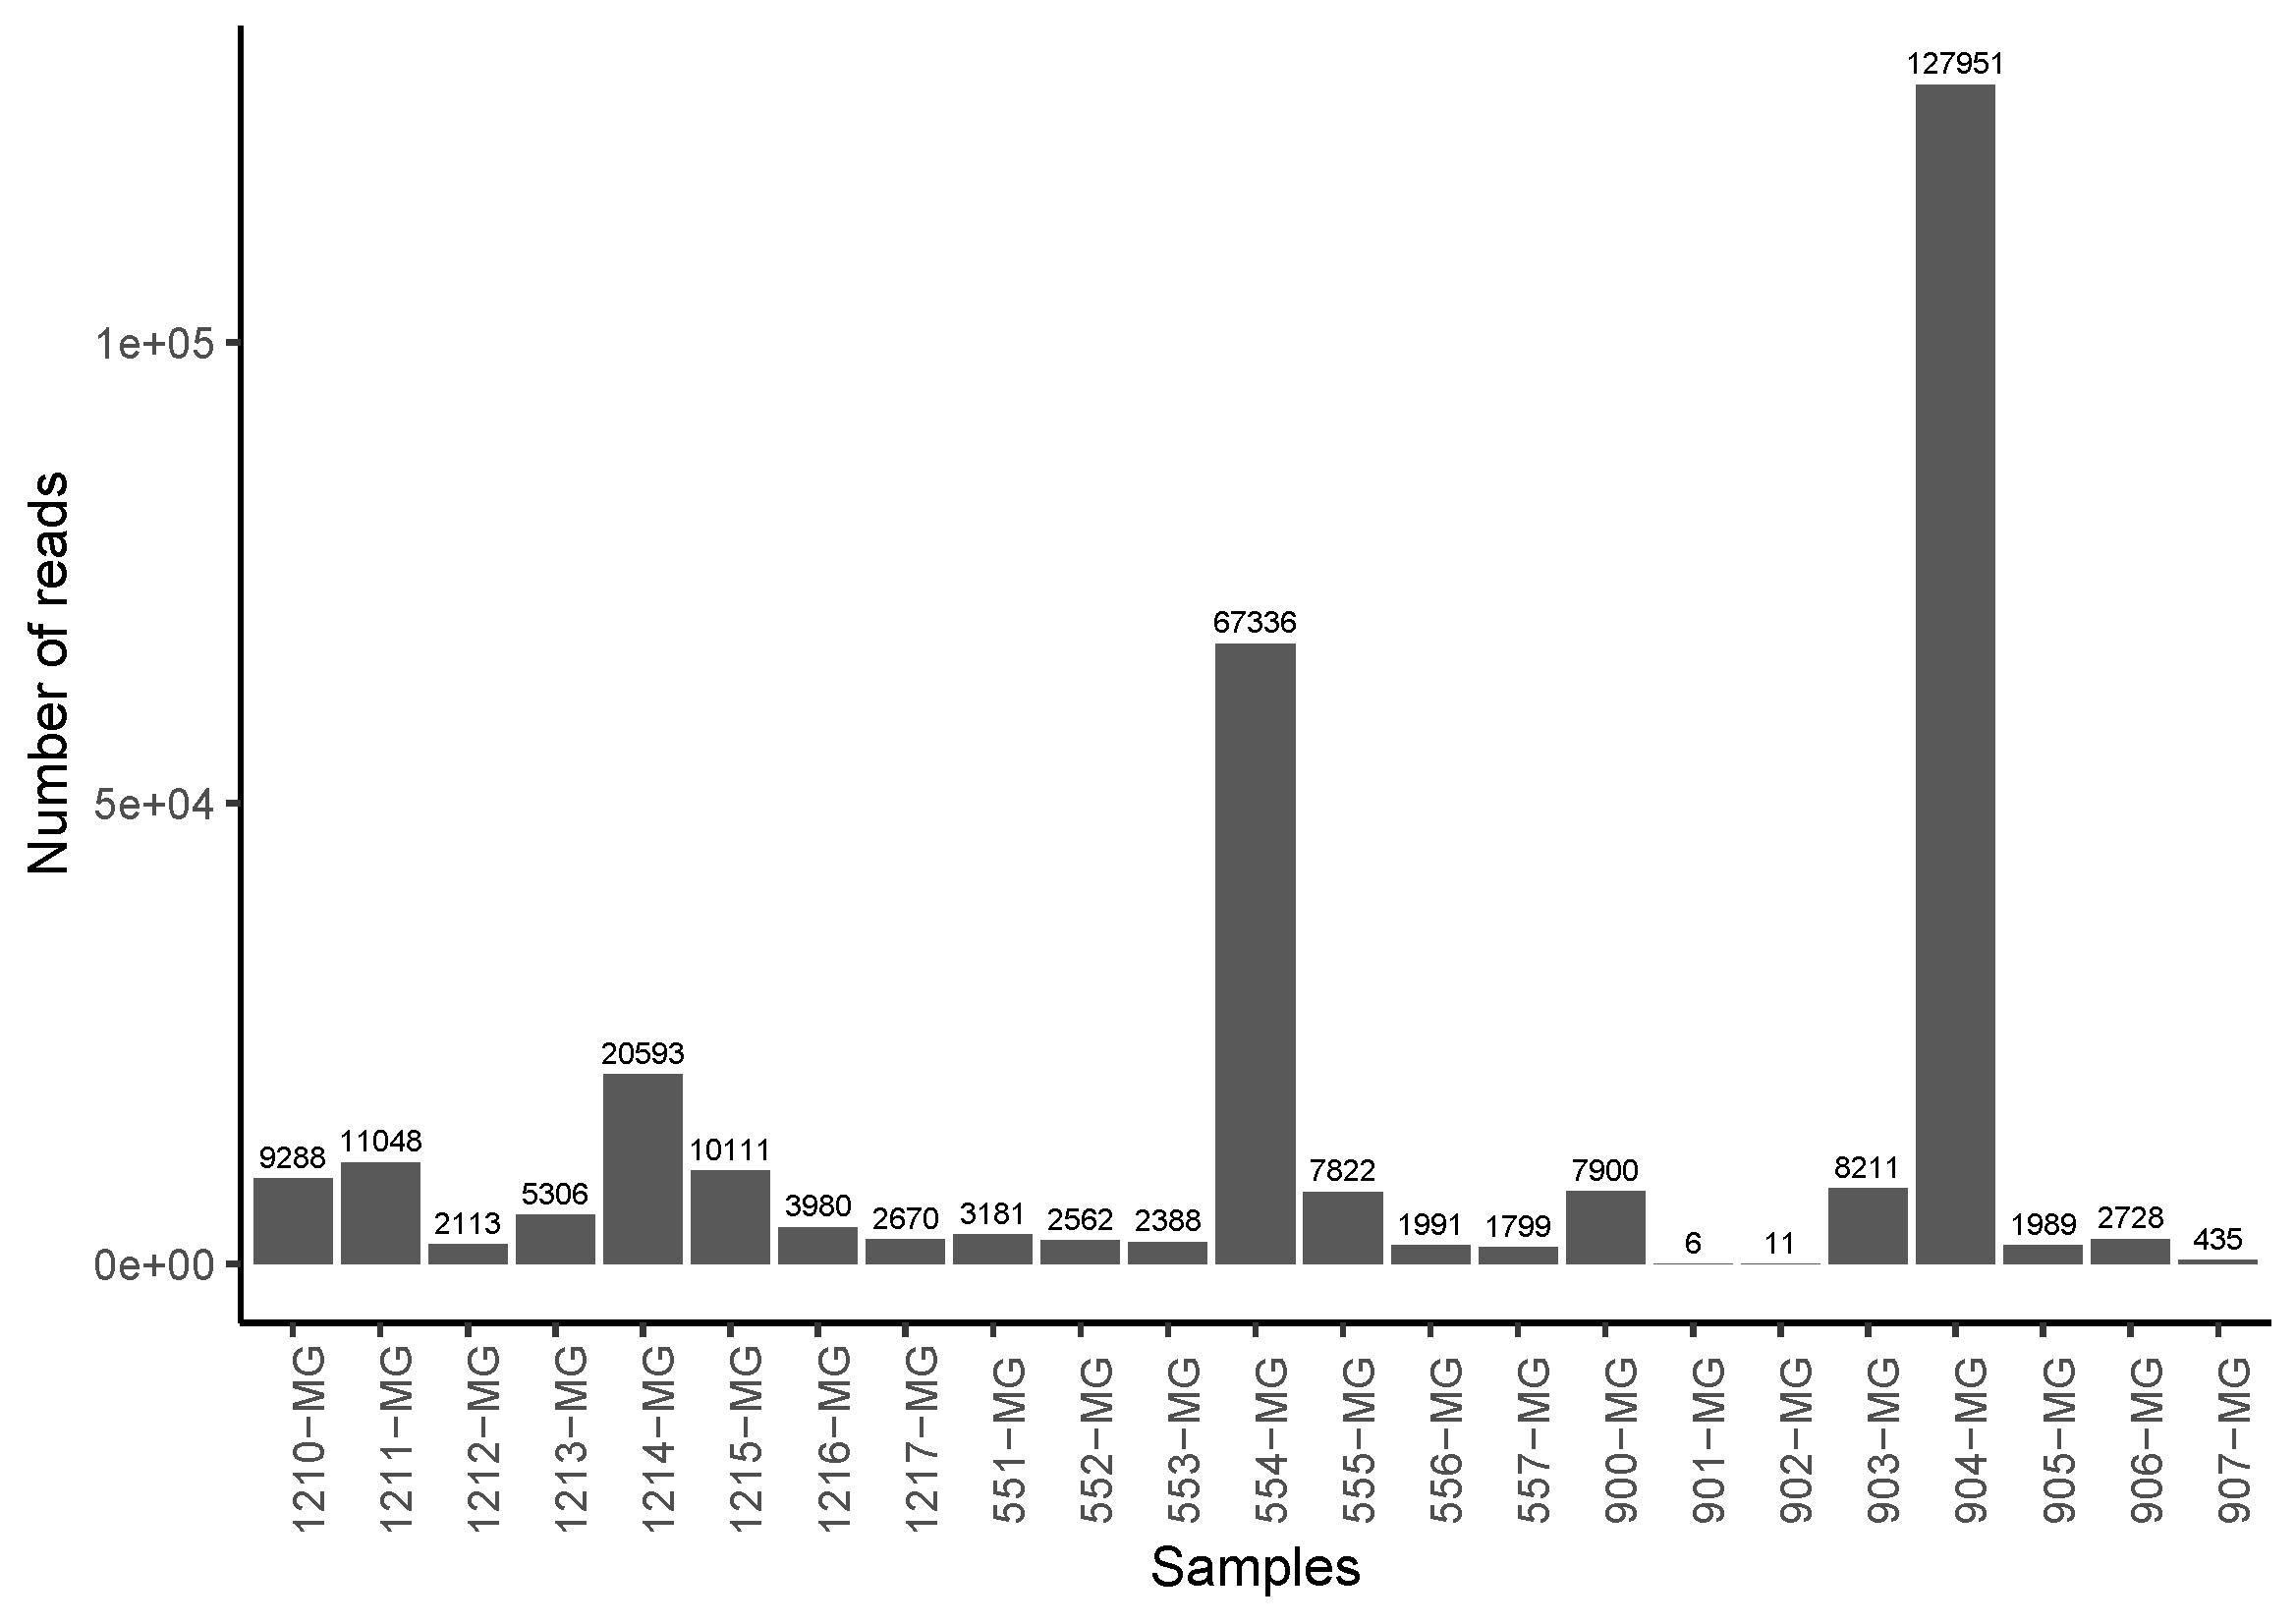 Number of reads
1e+05
5e+04
0e+00
9288
11048
2113
5306
20593
10111
3980
2670
3181
2562
2388
67336
7822
1991
1799
7900
6
11
8211
127951
1989
2728
435
1210−MG
1211−MG
1212−MG
1213−MG
1214−MG
1215−MG
1216−MG
1217−MG
551−MG
552−MG
553−MG
554−MG
555−MG
556−MG
557−MG
900−MG
901−MG
902−MG
903−MG
904−MG
905−MG
906−MG
907−MG
Samples